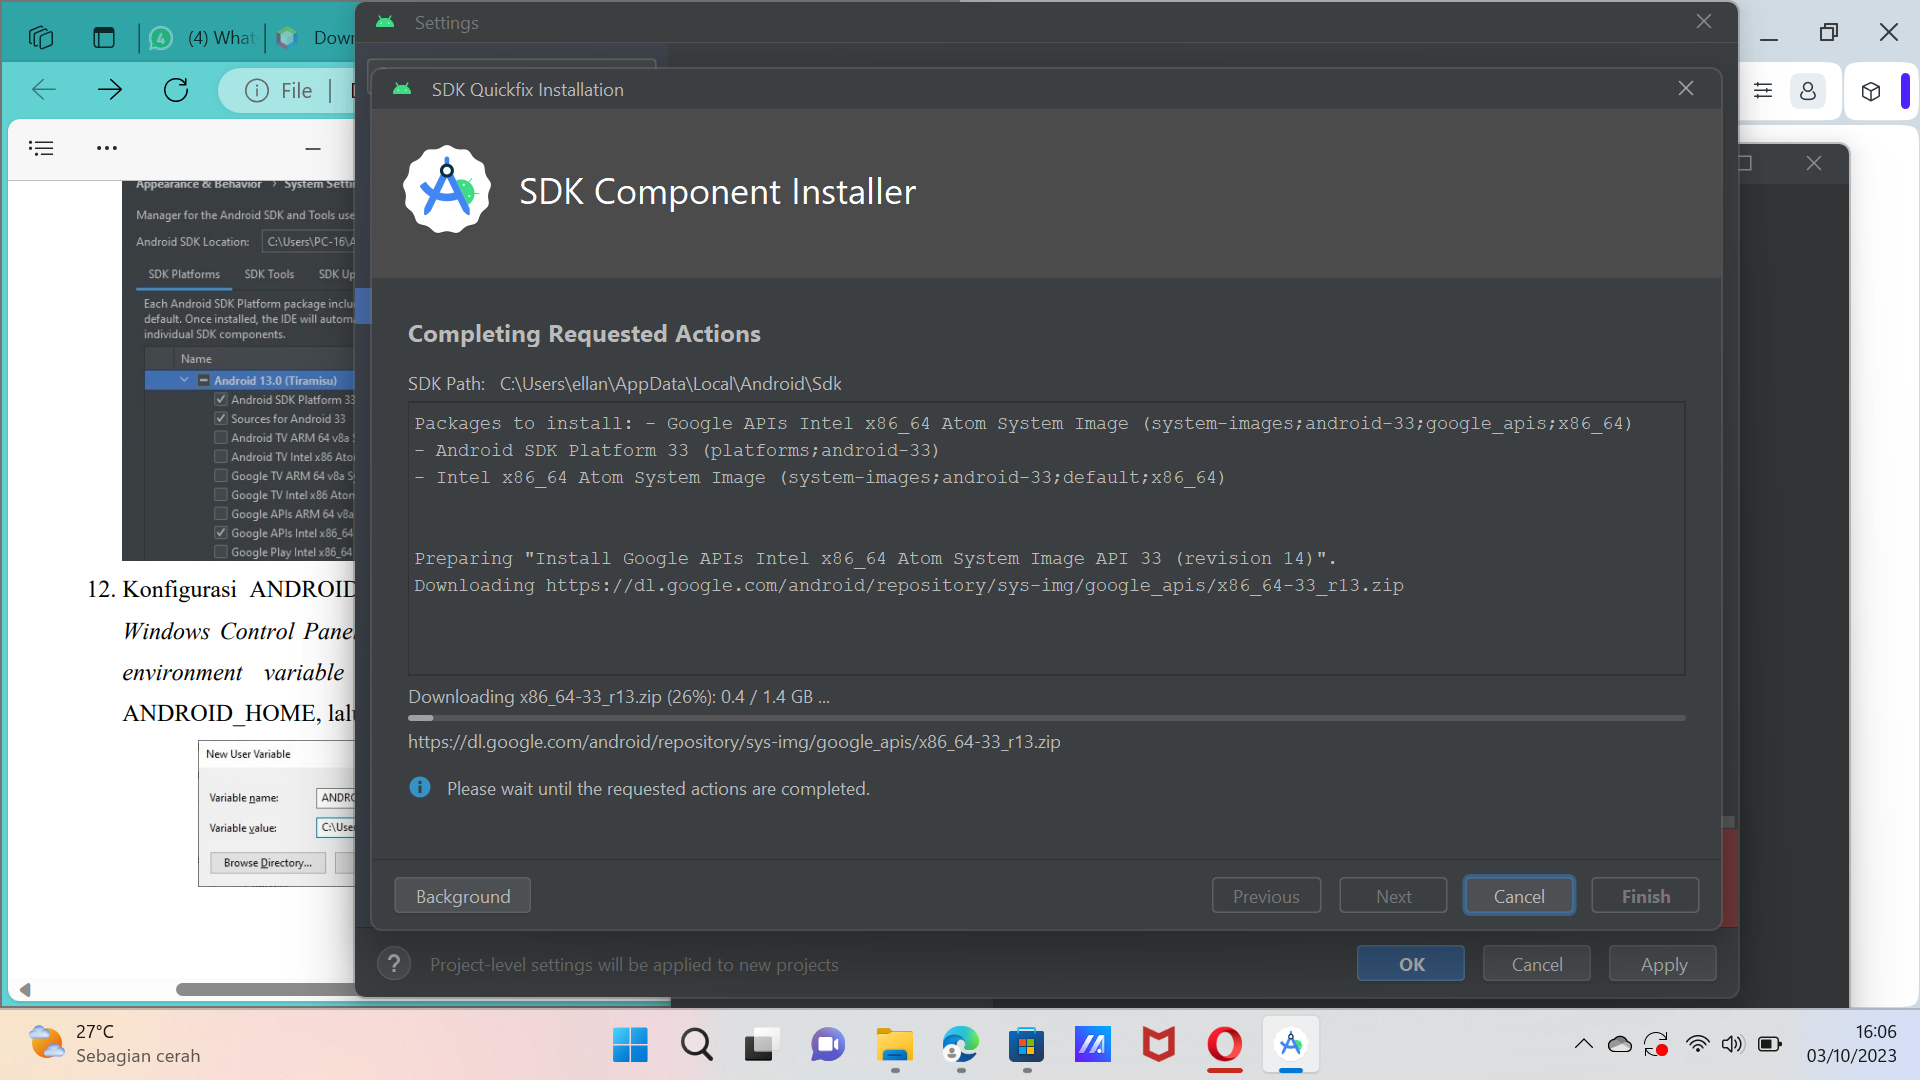 Settings
(4) What
Down
File
SDK Quickfix Installation
SDK Component Installer
Completing Requested Actions
SDK Path: C:\Users\ellan\AppData\Local\Android\Sdk
Packages to install: - Google APIs Intel x86_64 Atom System Image (system-images;android-33;google_apis;x86_64)
- Android SDK Platform 33 (platforms;android-33)
- Intel x86_64 Atom System Image (system-images;android-33;default;x86_64)
Preparing "Install Google APIs Intel x86_64 Atom System Image API 33 (revision 14)".
Downloading https://dl.google.com/android/repository/sys-img/google_apis/x86_64-33_r13.zip
Downloading x86_64-33_r13.zip (26%): 0.4 / 1.4 GB ...
https://dl.google.com/android/repository/sys-img/google_apis/x86_64-33_r13.zip
Please wait until the requested actions are completed.
Background
Previous
Next
Cancel
Finish
? Project-level settings will be applied to new projects
OK
Cancel
Apply
Appearance & Behavior › System Setti
Manager for the Android SDK and Tools use
Android SDK Location: C:\Users\PC-16\A
SDK Platforms SDK Tools SDK Up
Each Android SDK Platform package inclu
default. Once installed, the IDE will autom
individual SDK components.
Name
Android 13.0 (Tiramisu)
Android SDK Platform 33
Sources for Android 33
Android TV ARM 64 v8a S
Android TV Intel x86 Ato
Google TV ARM 64 v8a S
Google TV Intel x86 Atom
Google APIs ARM 64 v8a
Google APIs Intel x86_64
Google Play Intel x86_64
12. Konfigurasi ANDROID
Windows Control Pane
environment variable
ANDROID_HOME, lalu
New User Variable
Variable name: ANDRO
Variable value: C:\Use
Browse Directory...
27°C
Sebagian cerah
16:06
03/10/2023